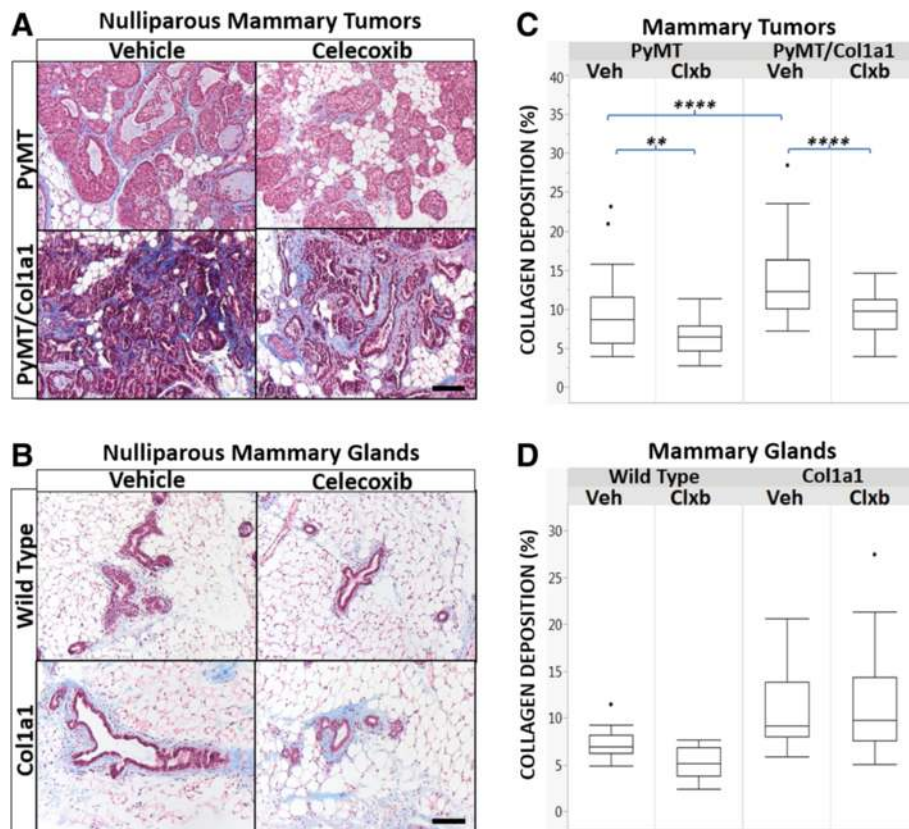 A
Nulliparous Mammary Tumors
Vehicle
Celecoxib
PyMT
PyMT/Col1a1
B
Nulliparous Mammary Glands
Vehicle
Celecoxib
Wild Type
Col1a1
C
Mammary Tumors
PyMT
PyMT/Col1a1
Veh
Clxb
Veh
Clxb
COLLAGEN DEPOSITION (%)
40
35
30
25
20
15
10
5
0
****
**
****
D
Mammary Glands
Wild Type
Col1a1
Veh
Clxb
Veh
Clxb
COLLAGEN DEPOSITION (%)
30
25
20
15
10
5
0